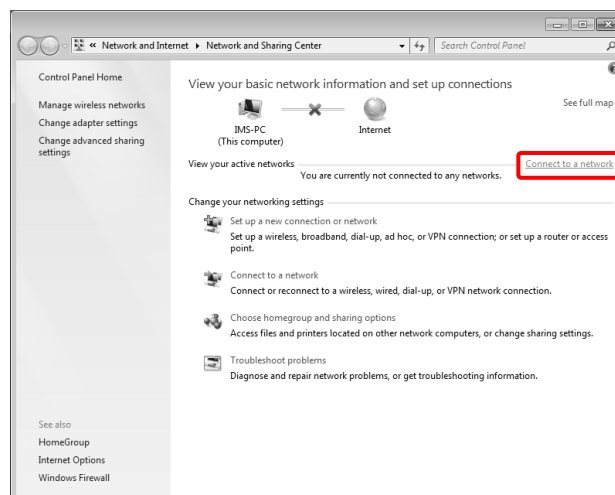 « Network and Internet ▸ Network and Sharing Center
Search Control Panel
Control Panel Home
Manage wireless networks
Change adapter settings
Change advanced sharing
settings
See also
HomeGroup
Internet Options
Windows Firewall
View your basic network information and set up connections
See full map
IMS-PC
(This computer)
Internet
View your active networks
Connect to a network
You are currently not connected to any networks.
Change your networking settings
Set up a new connection or network
Set up a wireless, broadband, dial-up, ad hoc, or VPN connection; or set up a router or access
point.
Connect to a network
Connect or reconnect to a wireless, wired, dial-up, or VPN network connection.
Choose homegroup and sharing options
Access files and printers located on other network computers, or change sharing settings.
Troubleshoot problems
Diagnose and repair network problems, or get troubleshooting information.